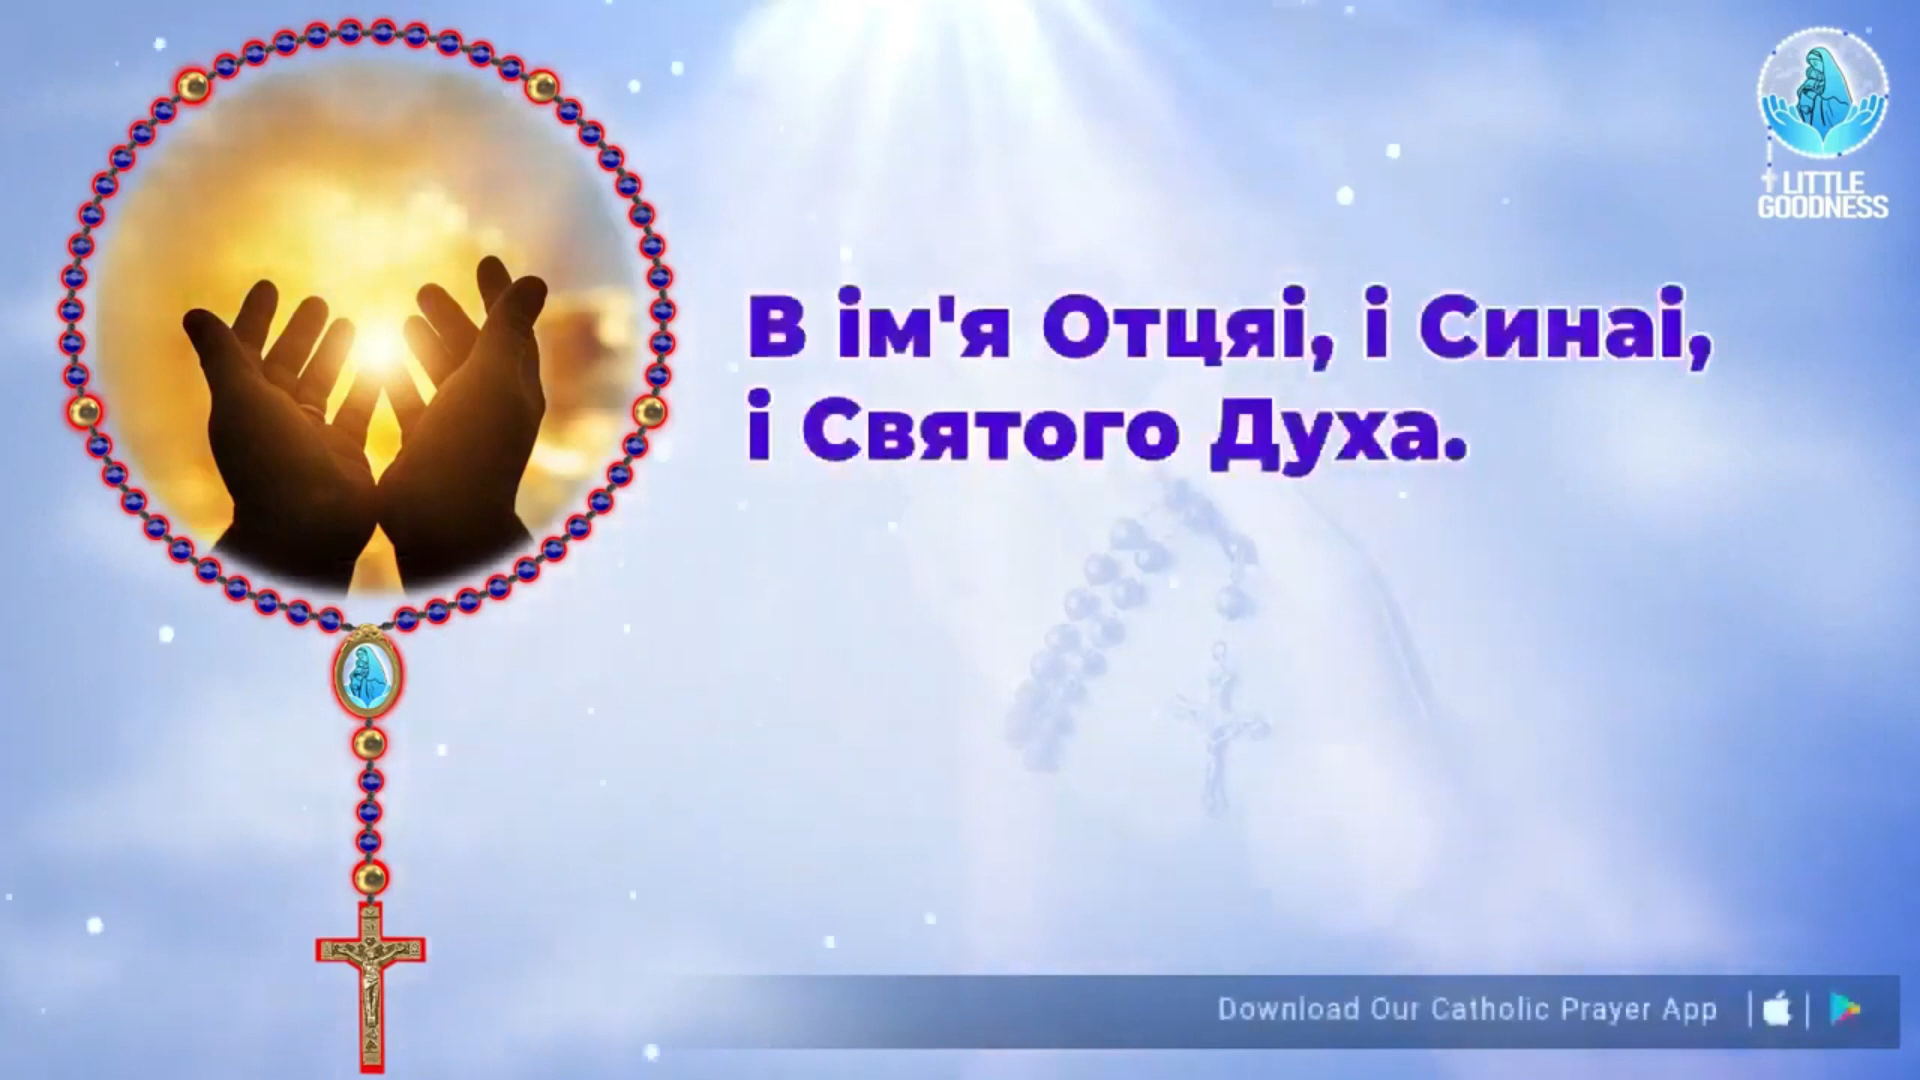 В ім'я Отцяі, і Синаі,
і Святого Духа.
LITTLE
GOODNESS
Download Our Catholic Prayer App